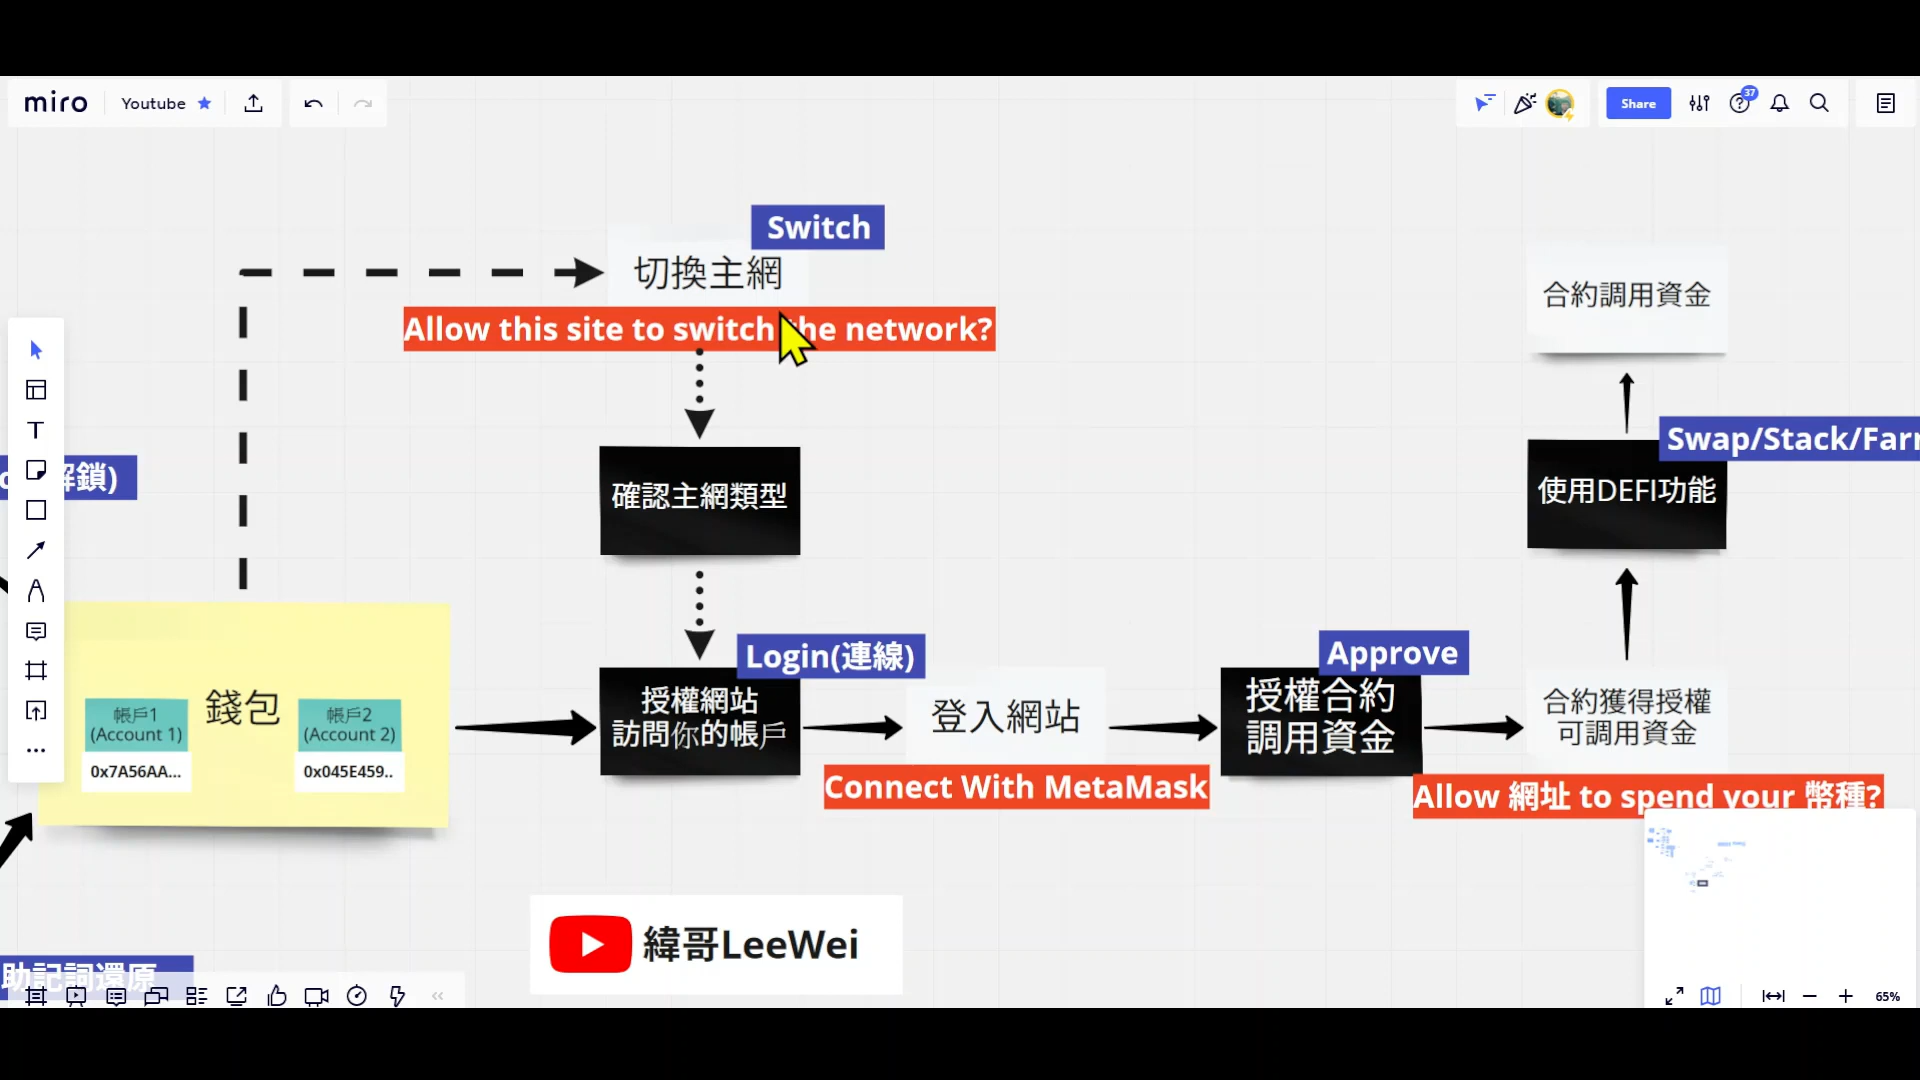 miro
Youtube
Share
37
Switch
切換主網
Allow this site to switch the network?
合約調用資金
Swap/Stack/Farm
解鎖)
確認主網類型
使用DEFI功能
Login(連線)
Approve
錢包
帳戶1
(Account 1)
0x7A56AA...
帳戶2
(Account 2)
0x045E459..
授權網站
訪問你的帳戶
登入網站
授權合約
調用資金
合約獲得授權
可調用資金
Connect With MetaMask
Allow 網址 to spend your 幣種?
緯哥LeeWei
助記詞還原
65%